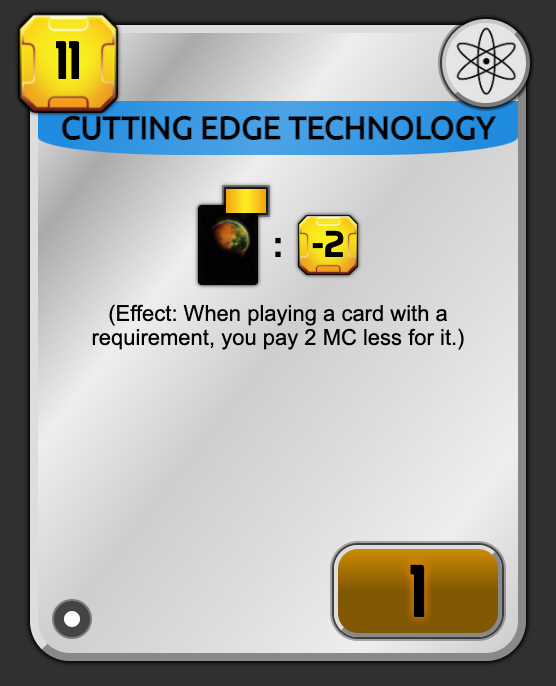 11
CUTTING EDGE TECHNOLOGY
: -2
(Effect: When playing a card with a
requirement, you pay 2 MC less for it.)
1